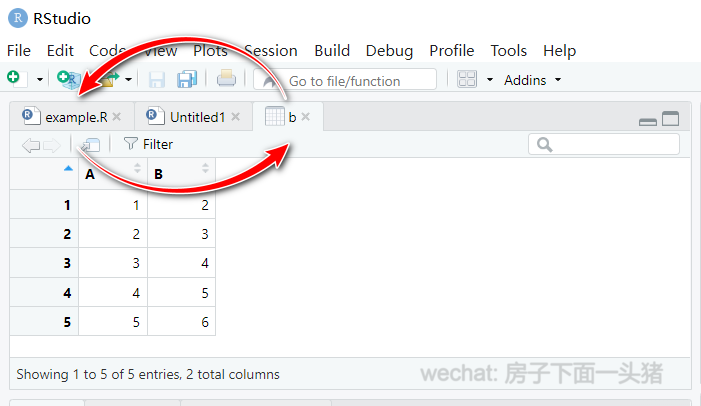 RStudio
File Edit Code View Plots Session Build Debug Profile Tools Help
Go to file/function Addins
example.R Untitled1 b
Filter
A B
1 1 2
2 2 3
3 3 4
4 4 5
5 5 6
Showing 1 to 5 of 5 entries, 2 total columns
wechat: 房子下面一头猪